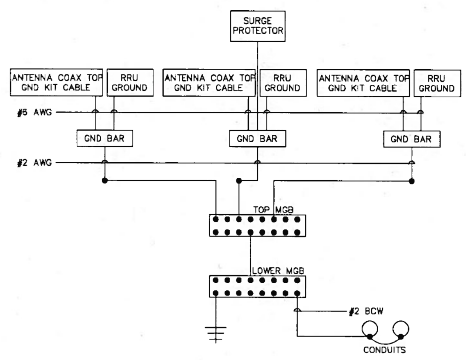 SURGE
PROTECTOR
ANTENNA COAX TOP
GND KIT CABLE
RRU
GROUND
ANTENNA COAX TOP
GND KIT CABLE
RRU
GROUND
ANTENNA COAX TOP
GND KIT CABLE
RRU
GROUND
#6 AWG
GND BAR
GND BAR
GND BAR
#2 AWG
TOP MGB
LOWER MGB
#2 BCW
CONDUITS